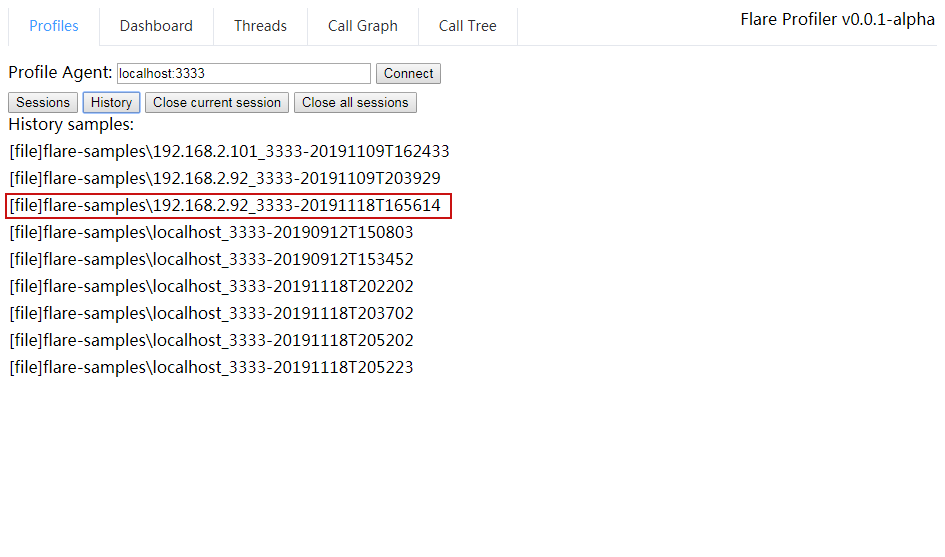 Profiles Dashboard Threads Call Graph Call Tree Flare Profiler v0.0.1-alpha
Profile Agent: localhost:3333 Connect
Sessions History Close current session Close all sessions
History samples:
[file]flare-samples\192.168.2.101_3333-20191109T162433
[file]flare-samples\192.168.2.92_3333-20191109T203929
[file]flare-samples\192.168.2.92_3333-20191118T165614
[file]flare-samples\localhost_3333-20190912T150803
[file]flare-samples\localhost_3333-20190912T153452
[file]flare-samples\localhost_3333-20191118T202202
[file]flare-samples\localhost_3333-20191118T203702
[file]flare-samples\localhost_3333-20191118T205202
[file]flare-samples\localhost_3333-20191118T205223